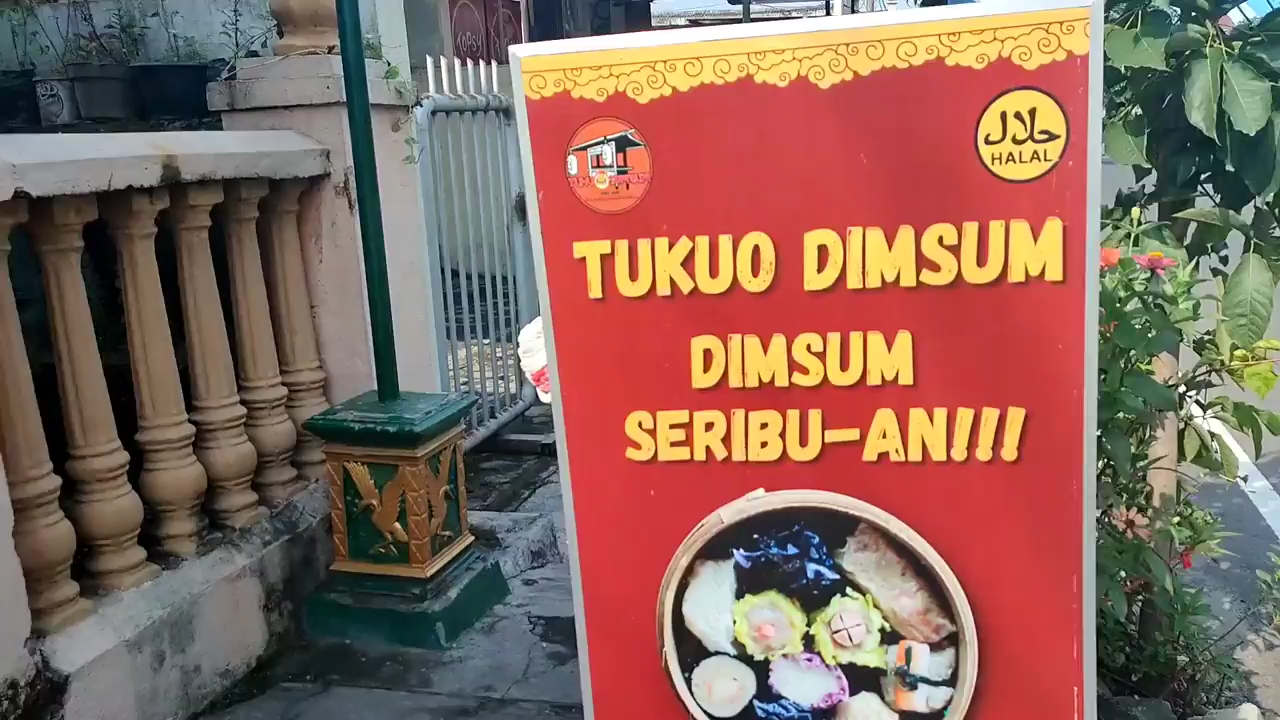 حلال
HALAL
TUKUO DIMSUM
DIMSUM
SERIBU-AN!!!